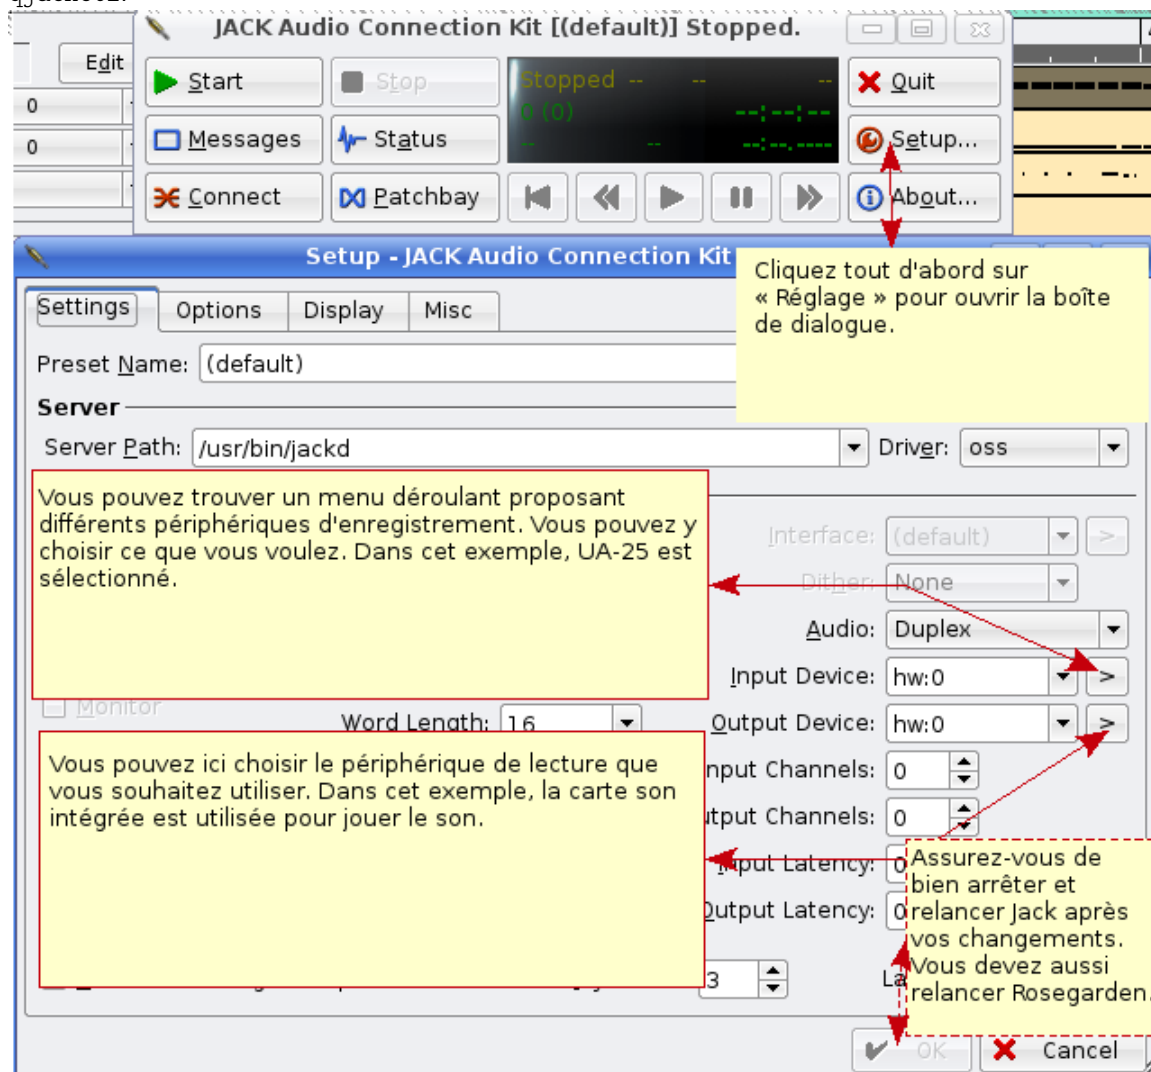 JACK Audio Connection Kit [(default)] Stopped.
Edit
Start
Stop
Stopped -- -- --
Quit
0
0 (0) --:--:--
0
Messages
Status
-- -- --:--.----
Setup...
Connect
Patchbay
About...
Setup - JACK Audio Connection Kit
Cliquez tout d'abord sur
« Réglage » pour ouvrir la boîte
de dialogue.
Settings
Options
Display
Misc
Preset Name: (default)
Server
Server Path: /usr/bin/jackd
Driver: oss
Vous pouvez trouver un menu déroulant proposant
différents périphériques d'enregistrement. Vous pouvez y
choisir ce que vous voulez. Dans cet exemple, UA-25 est
sélectionné.
Interface: (default) >
Dither: None
Audio: Duplex
Input Device: hw:0 >
Monitor
Word Length: 16
Output Device: hw:0 >
Vous pouvez ici choisir le périphérique de lecture que
vous souhaitez utiliser. Dans cet exemple, la carte son
intégrée est utilisée pour jouer le son.
Channels: 0
Channels: 0
Input Latency: 0
Output Latency: 0
Assurez-vous de
bien arrêter et
relancer Jack après
vos changements.
Vous devez aussi
relancer Rosegarden.
3
OK
Cancel